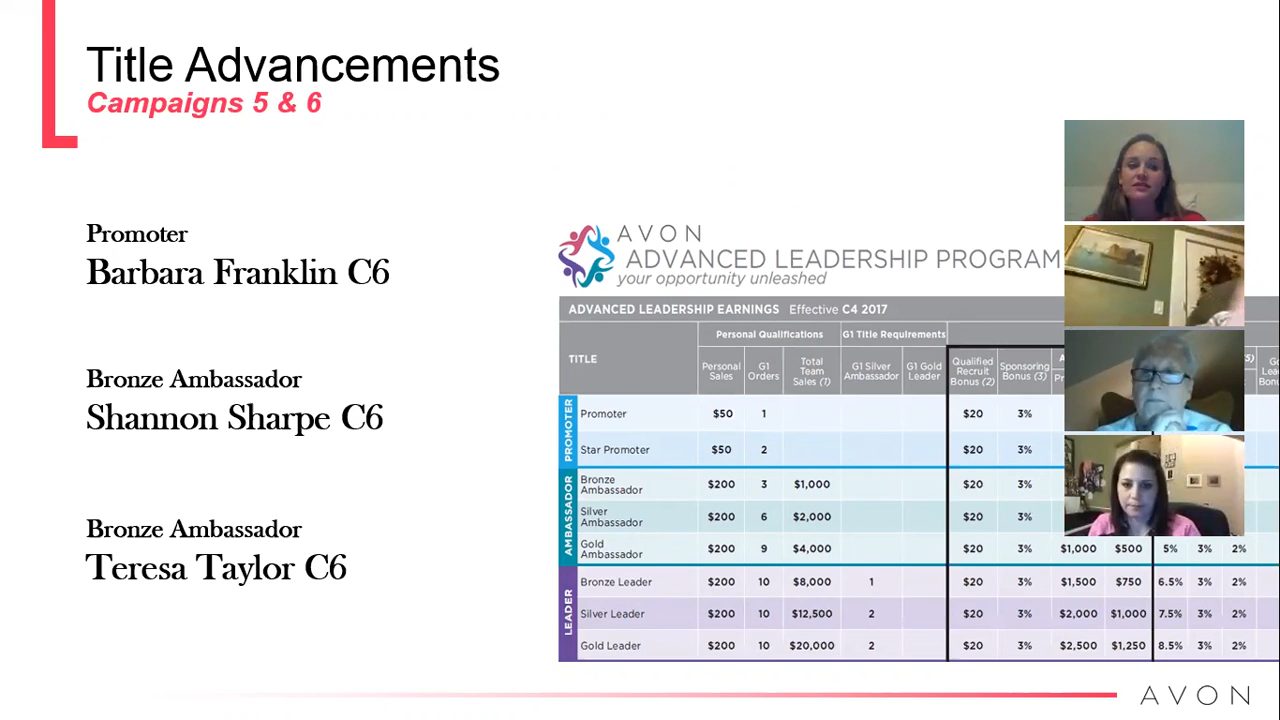 Title Advancements
Campaigns 5 & 6
Promoter
Barbara Franklin C6
Bronze Ambassador
Shannon Sharpe C6
Bronze Ambassador
Teresa Taylor C6
AVON
ADVANCED LEADERSHIP PROGRAM
your opportunity unleashed
ADVANCED LEADERSHIP EARNINGS Effective C4 2017
Personal Qualifications G1 Title Requirements
TITLE Personal Sales G1 Orders Total Team Sales (1) G1 Silver Ambassador G1 Gold Leader Qualified Recruit Bonus (2) Sponsoring Bonus (3)
PROMOTER
Promoter $50 1 $20 3%
Star Promoter $50 2 $20 3%
AMBASSADOR
Bronze Ambassador $200 3 $1,000 $20 3%
Silver Ambassador $200 6 $2,000 $20 3%
Gold Ambassador $200 9 $4,000 $20 3% $1,000 $500 5% 3% 2%
LEADER
Bronze Leader $200 10 $8,000 1 $20 3% $1,500 $750 6.5% 3% 2%
Silver Leader $200 10 $12,500 2 $20 3% $2,000 $1,000 7.5% 3% 2%
Gold Leader $200 10 $20,000 2 $20 3% $2,500 $1,250 8.5% 3% 2%
AVON